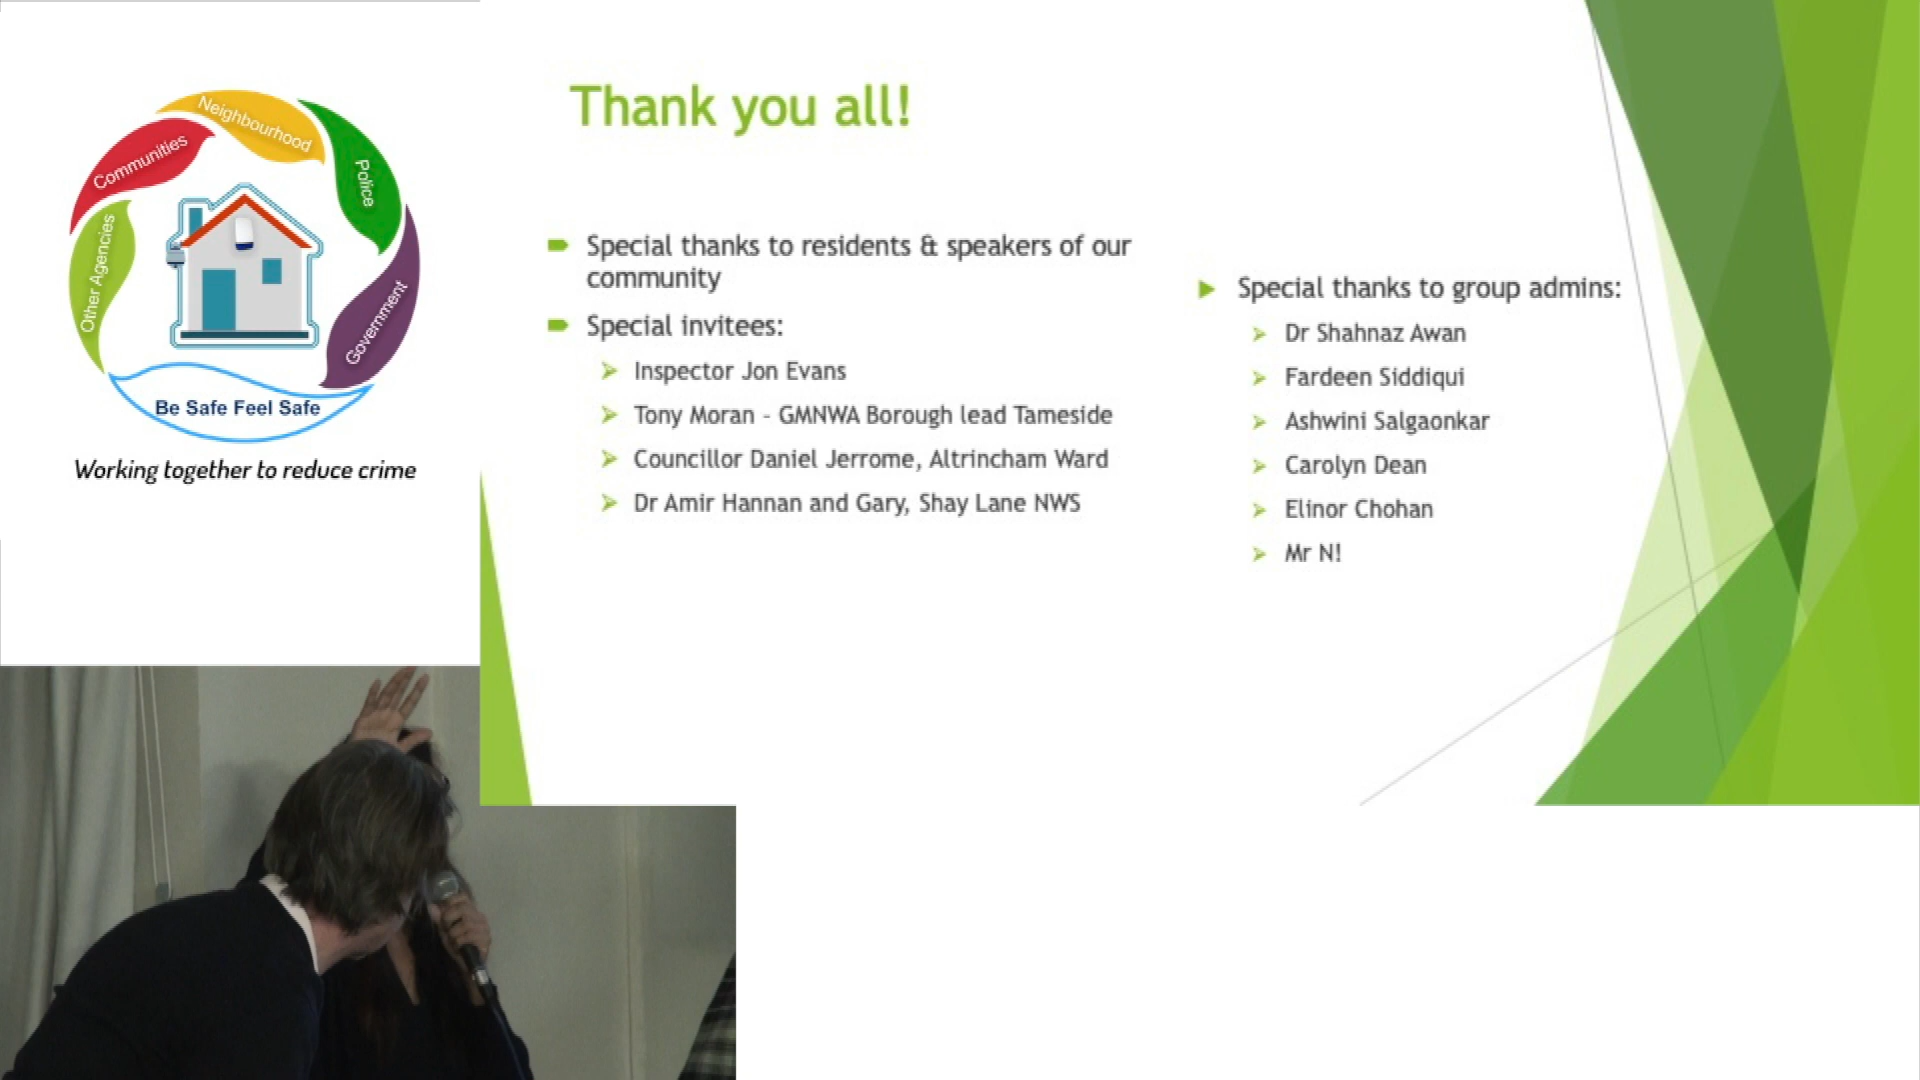 Neighbourhood
Communities
Police
Other Agencies
Government
Be Safe Feel Safe
Working together to reduce crime
Thank you all!
Special thanks to residents & speakers of our
community
Special invitees:
Inspector Jon Evans
Tony Moran - GMNWA Borough lead Tameside
Councillor Daniel Jerrome, Altrincham Ward
Dr Amir Hannan and Gary, Shay Lane NWS
Special thanks to group admins:
Dr Shahnaz Awan
Fardeen Siddiqui
Ashwini Salgaonkar
Carolyn Dean
Elinor Chohan
Mr N!